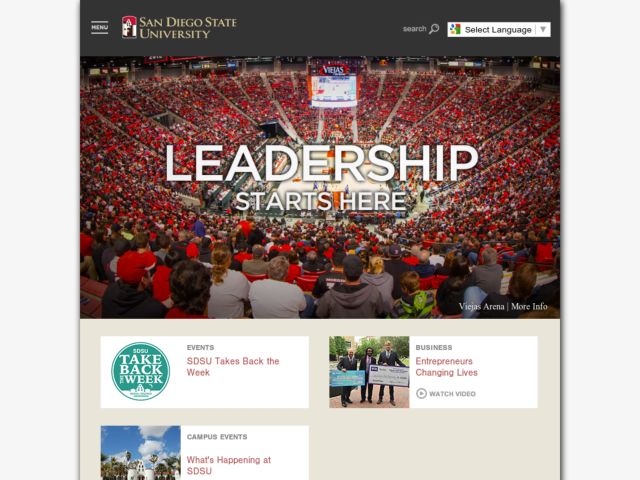 MENU
SAN DIEGO STATE
UNIVERSITY
search
Select Language
VIEJAS
LEADERSHIP
STARTS HERE
Viejas Arena | More Info
SDSU
TAKE
BACK
THE
WEEK
EVENTS
SDSU Takes Back the
Week
BUSINESS
Entrepreneurs
Changing Lives
WATCH VIDEO
CAMPUS EVENTS
What's Happening at
SDSU